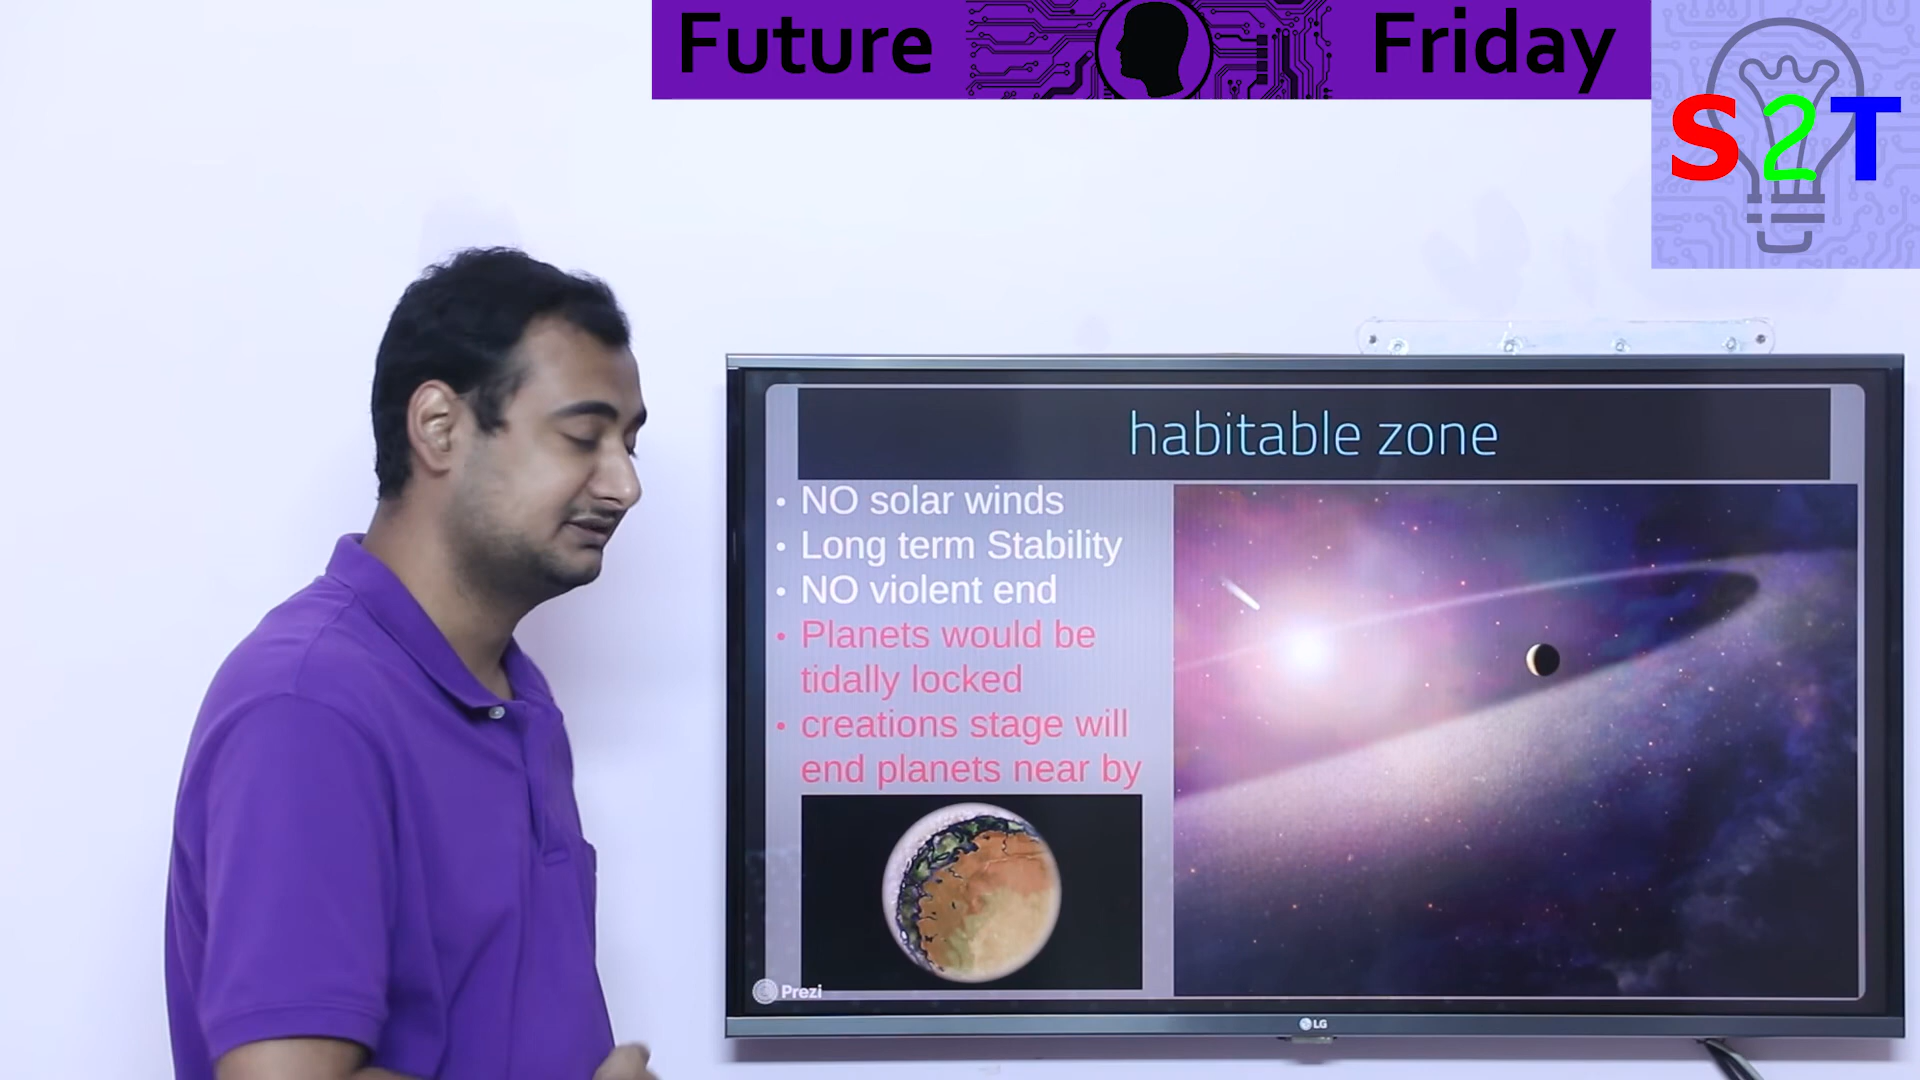 Future Friday
S2T
habitable zone
• NO solar winds
• Long term Stability
• NO violent end
• Planets would be
tidally locked
• creations stage will
end planets near by
Prezi
LG